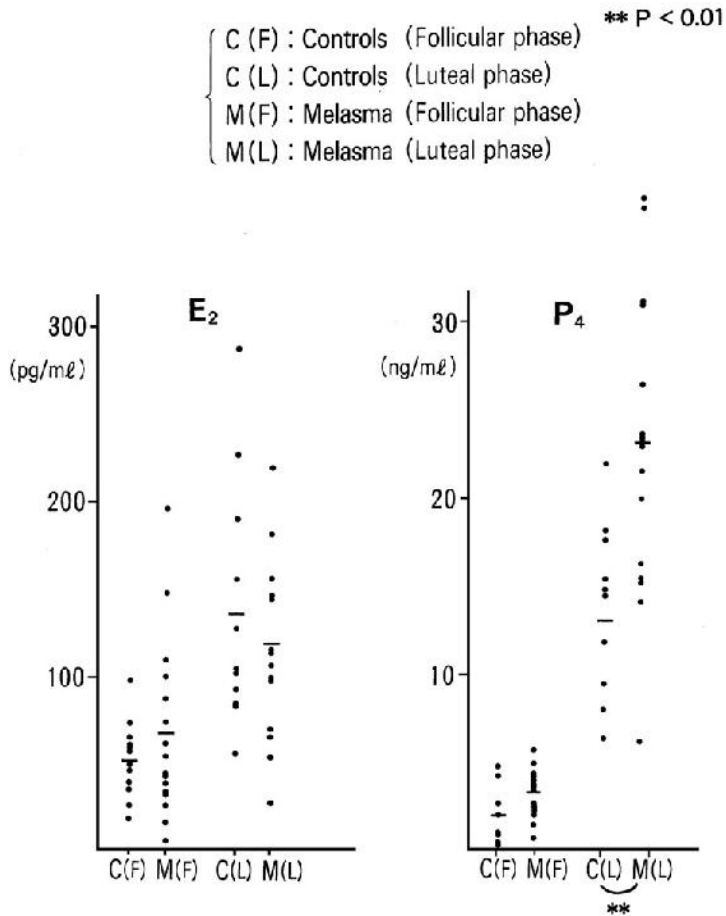 ** P < 0.01
C (F) : Controls (Follicular phase)
C (L) : Controls (Luteal phase)
M (F) : Melasma (Follicular phase)
M (L) : Melasma (Luteal phase)
E2
300
(pg/mℓ)
200
100
C(F) M(F) C(L) M(L)
P4
30
(ng/mℓ)
20
10
C(F) M(F) C(L) M(L)
**